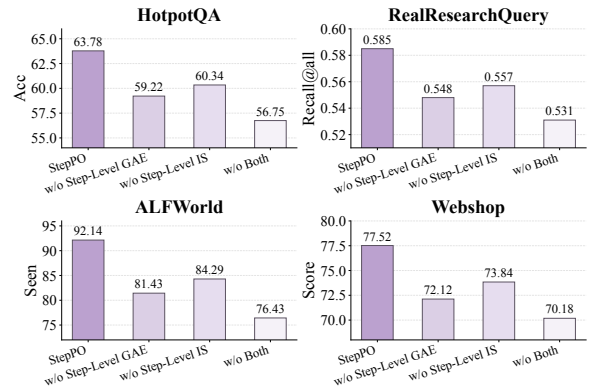 HotpotQA
Acc
65.0
62.5
60.0
57.5
55.0
63.78
59.22
60.34
56.75
StepPO
w/o Step-Level GAE
w/o Step-Level IS
w/o Both
RealResearchQuery
Recall@all
0.60
0.58
0.56
0.54
0.52
0.585
0.548
0.557
0.531
StepPO
w/o Step-Level GAE
w/o Step-Level IS
w/o Both
ALFWorld
Seen
95
90
85
80
75
92.14
81.43
84.29
76.43
StepPO
w/o Step-Level GAE
w/o Step-Level IS
w/o Both
Webshop
Score
80.0
77.5
75.0
72.5
70.0
77.52
72.12
73.84
70.18
StepPO
w/o Step-Level GAE
w/o Step-Level IS
w/o Both